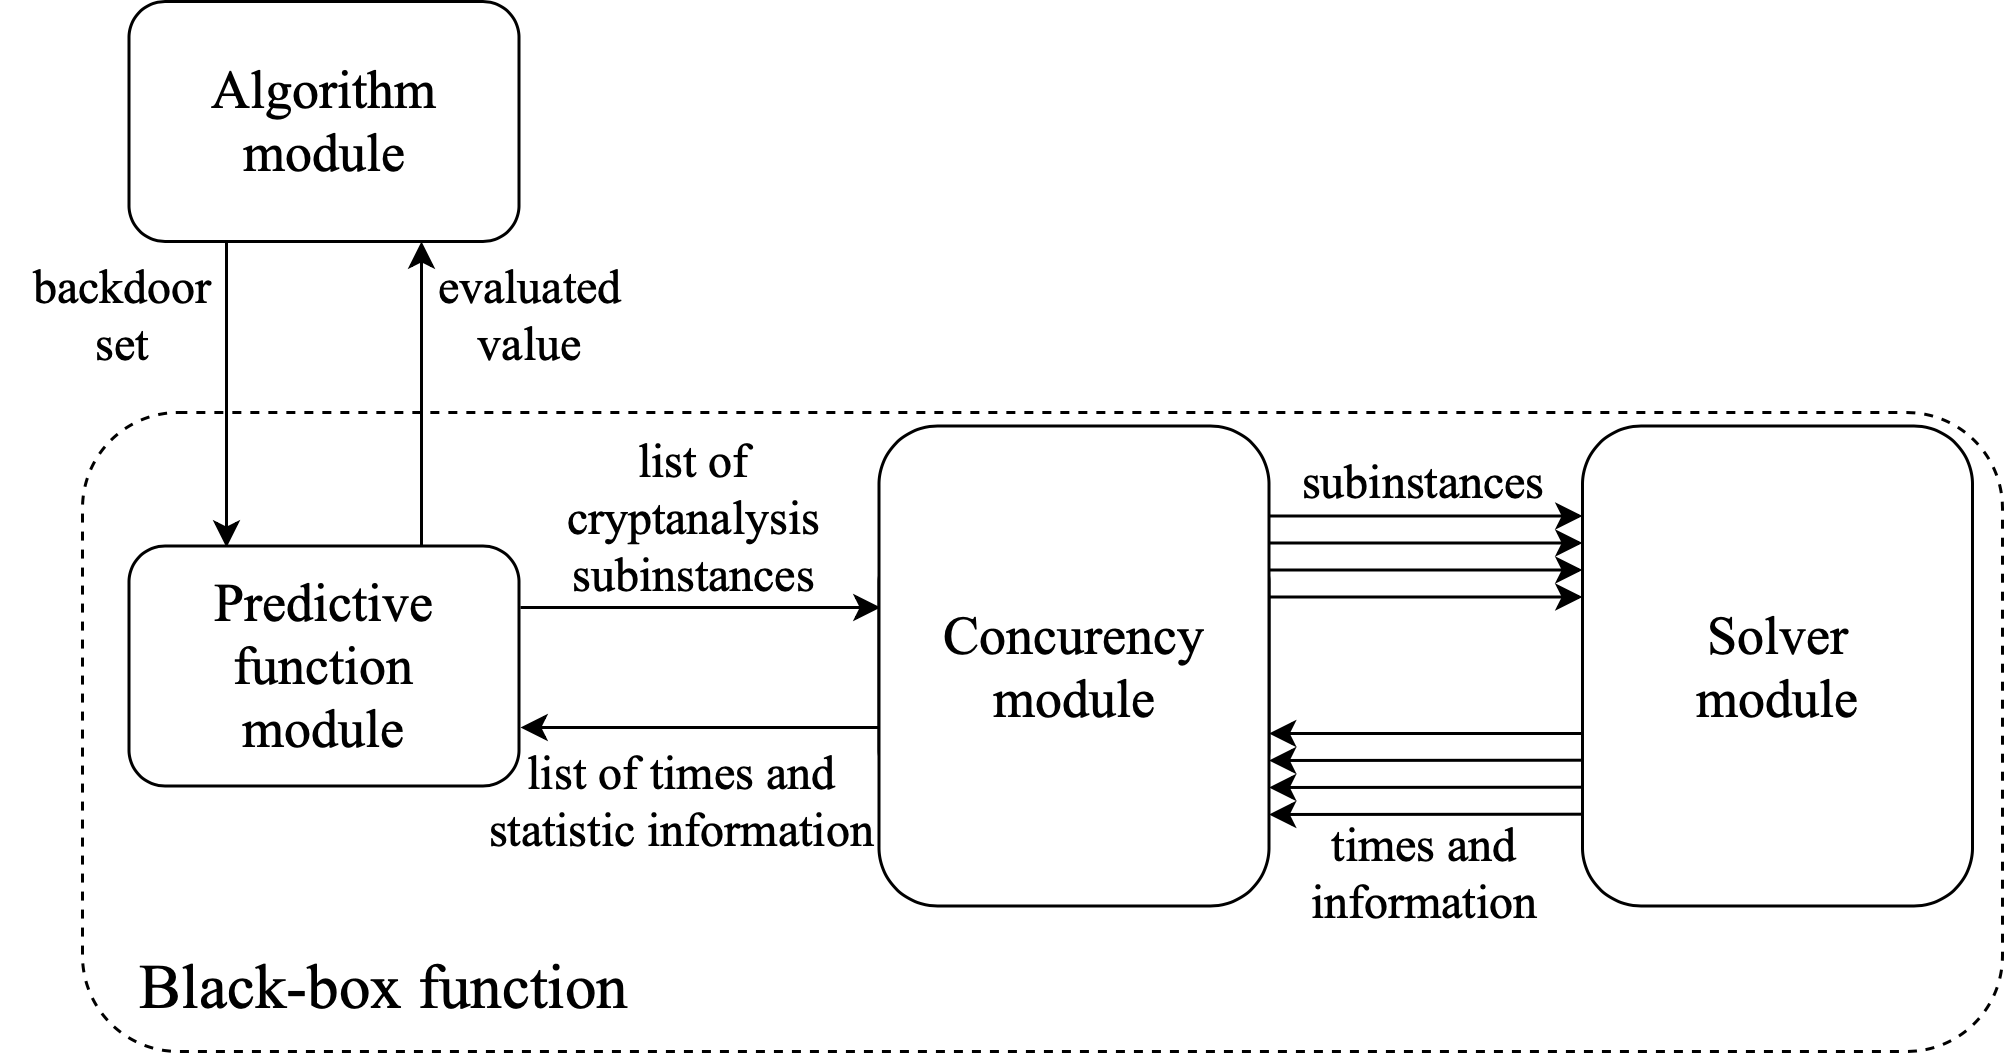 Algorithm
module
backdoor
set
evaluated
value
list of
cryptanalysis
subinstances
subinstances
Predictive
function
module
Concurency
module
Solver
module
list of times and
statistic information
times and
information
Black-box function